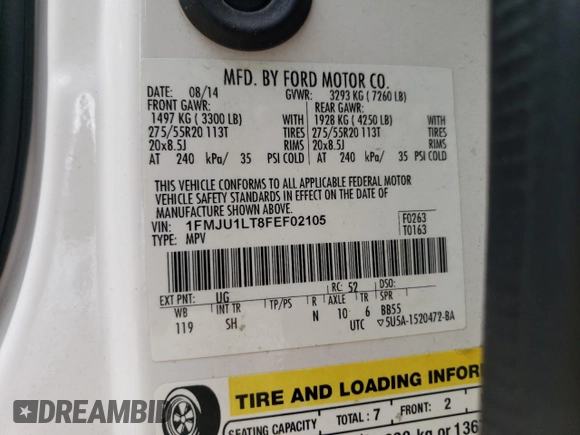 MFD. BY FORD MOTOR CO.
DATE: 08/14 GVWR: 3293 KG ( 7260 LB)
FRONT GAWR: REAR GAWR:
1497 KG ( 3300 LB) WITH 1928 KG ( 4250 LB) WITH
275/55R20 113T TIRES 275/55R20 113T TIRES
20x8.5J RIMS 20x8.5J RIMS
AT 240 kPa/ 35 PSI COLD AT 240 kPa/ 35 PSI COLD
THIS VEHICLE CONFORMS TO ALL APPLICABLE FEDERAL MOTOR
VEHICLE SAFETY STANDARDS IN EFFECT ON THE DATE OF
MANUFACTURE SHOWN ABOVE.
VIN: 1FMJU1LT8FEF02105 F0263
TYPE: MPV T0163
EXT PNT: UG RC: 52 DSO:
WB INT TR TP/PS R AXLE TR SPR
119 SH N 10 6 BB55
UTC ▽5U5A-1520472-BA
TIRE AND LOADING INFOR
SEATING CAPACITY TOTAL: 7 FRONT: 2
kg or 136
DREAMBID